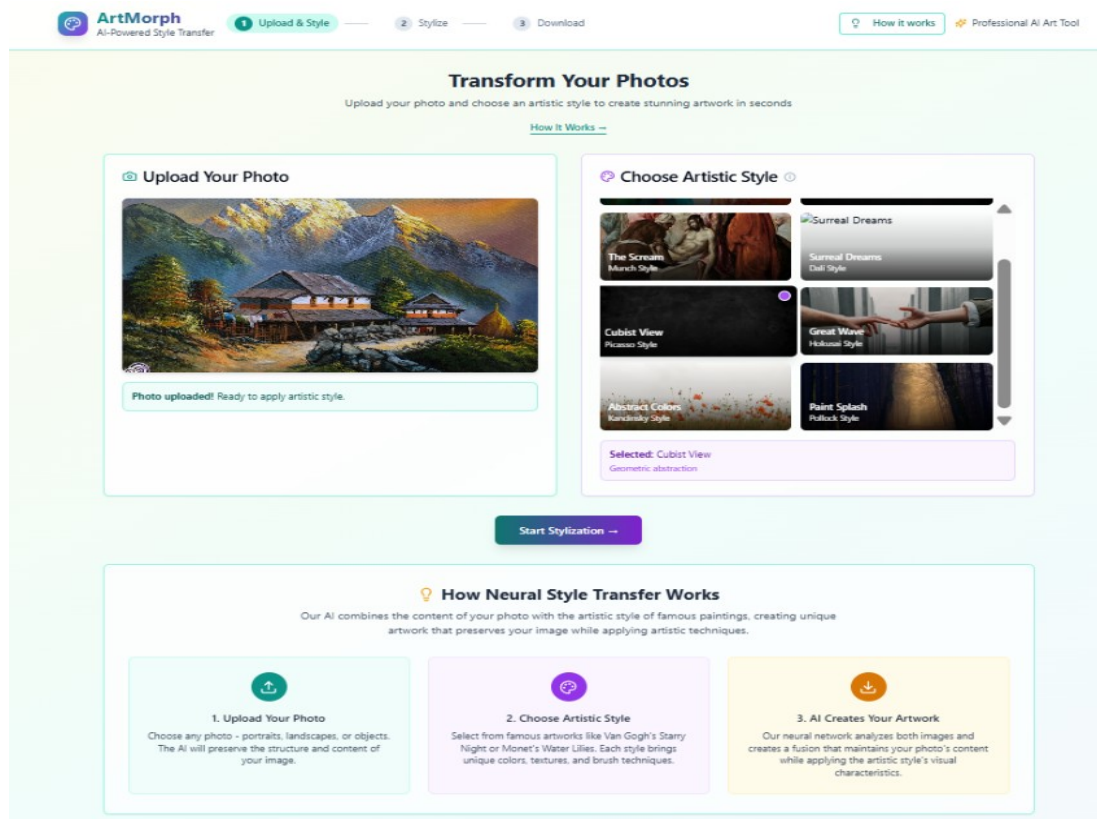 ArtMorph
AI-Powered Style Transfer
1 Upload & Style
2 Stylize
3 Download
How it works
Professional AI Art Tool
Transform Your Photos
Upload your photo and choose an artistic style to create stunning artwork in seconds
How It Works →
Upload Your Photo
Photo uploaded! Ready to apply artistic style.
Choose Artistic Style
The Scream
Munch Style
Surreal Dreams
Surreal Dreams
Dalí Style
Cubist View
Picasso Style
Great Wave
Hokusai Style
Abstract Colors
Kandinsky Style
Paint Splash
Pollock Style
Selected: Cubist View
Geometric abstraction
Start Stylization →
How Neural Style Transfer Works
Our AI combines the content of your photo with the artistic style of famous paintings, creating unique
artwork that preserves your image while applying artistic techniques.
1. Upload Your Photo
Choose any photo - portraits, landscapes, or objects.
The AI will preserve the structure and content of
your image.
2. Choose Artistic Style
Select from famous artworks like Van Gogh's Starry
Night or Monet's Water Lilies. Each style brings
unique colors, textures, and brush techniques.
3. AI Creates Your Artwork
Our neural network analyzes both images and
creates a fusion that maintains your photo's content
while applying the artistic style's visual
characteristics.